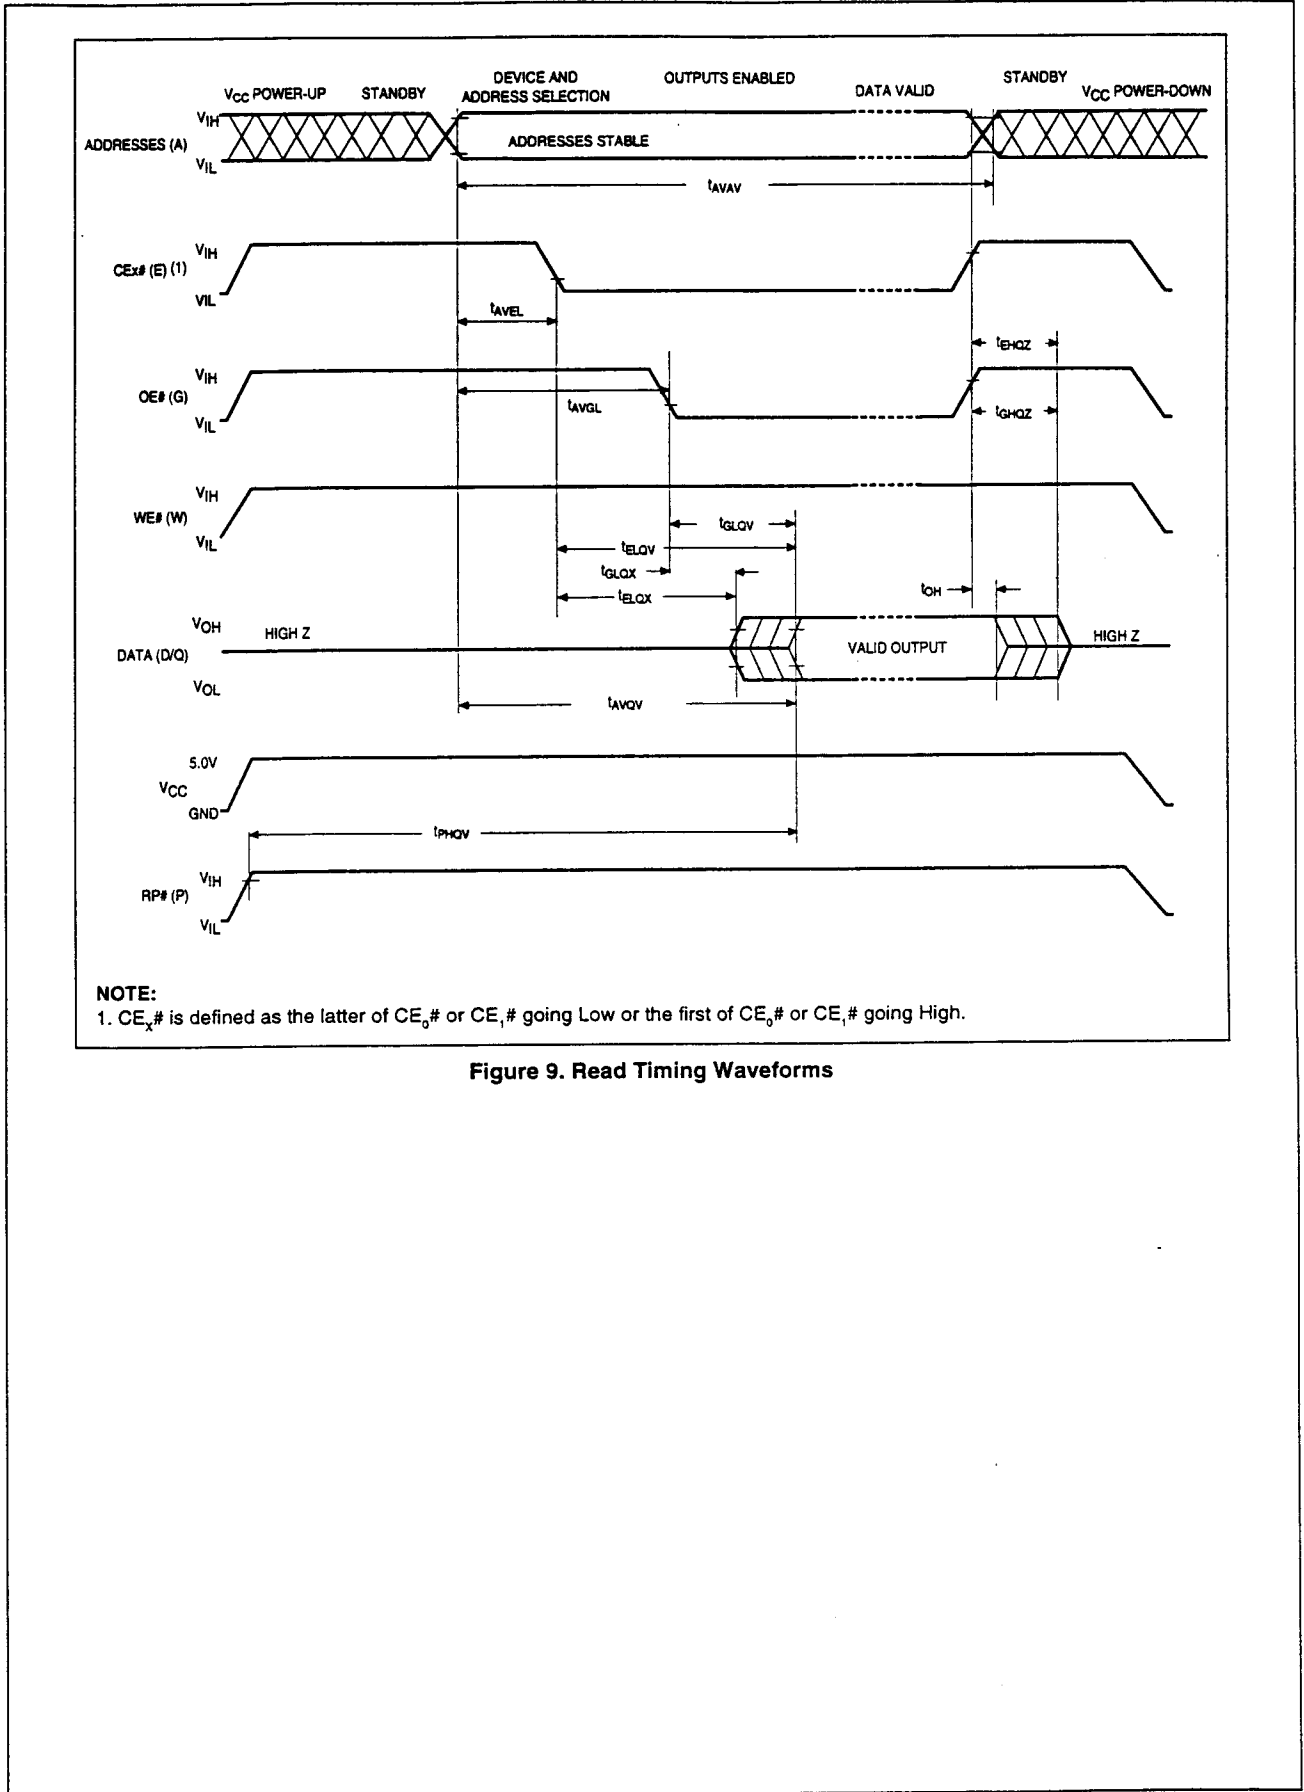 VCC POWER-UP STANDBY DEVICE AND ADDRESS SELECTION OUTPUTS ENABLED DATA VALID STANDBY VCC POWER-DOWN
VIH
ADDRESSES (A)
ADDRESSES STABLE
VIL
tAVAV
VIH
CEx# (E) (1)
VIL
tAVEL
tEHQZ
VIH
OE# (G)
tAVGL
tGHQZ
VIL
VIH
WE# (W)
tGLQV
VIL
tELQV
tGLQX
tELQX
tOH
VOH
HIGH Z
HIGH Z
DATA (D/Q)
VALID OUTPUT
VOL
tAVQV
5.0V
VCC
GND
tPHQV
VIH
RP# (P)
VIL
NOTE:
1. CEx# is defined as the latter of CE0# or CE1# going Low or the first of CE0# or CE1# going High.
Figure 9. Read Timing Waveforms